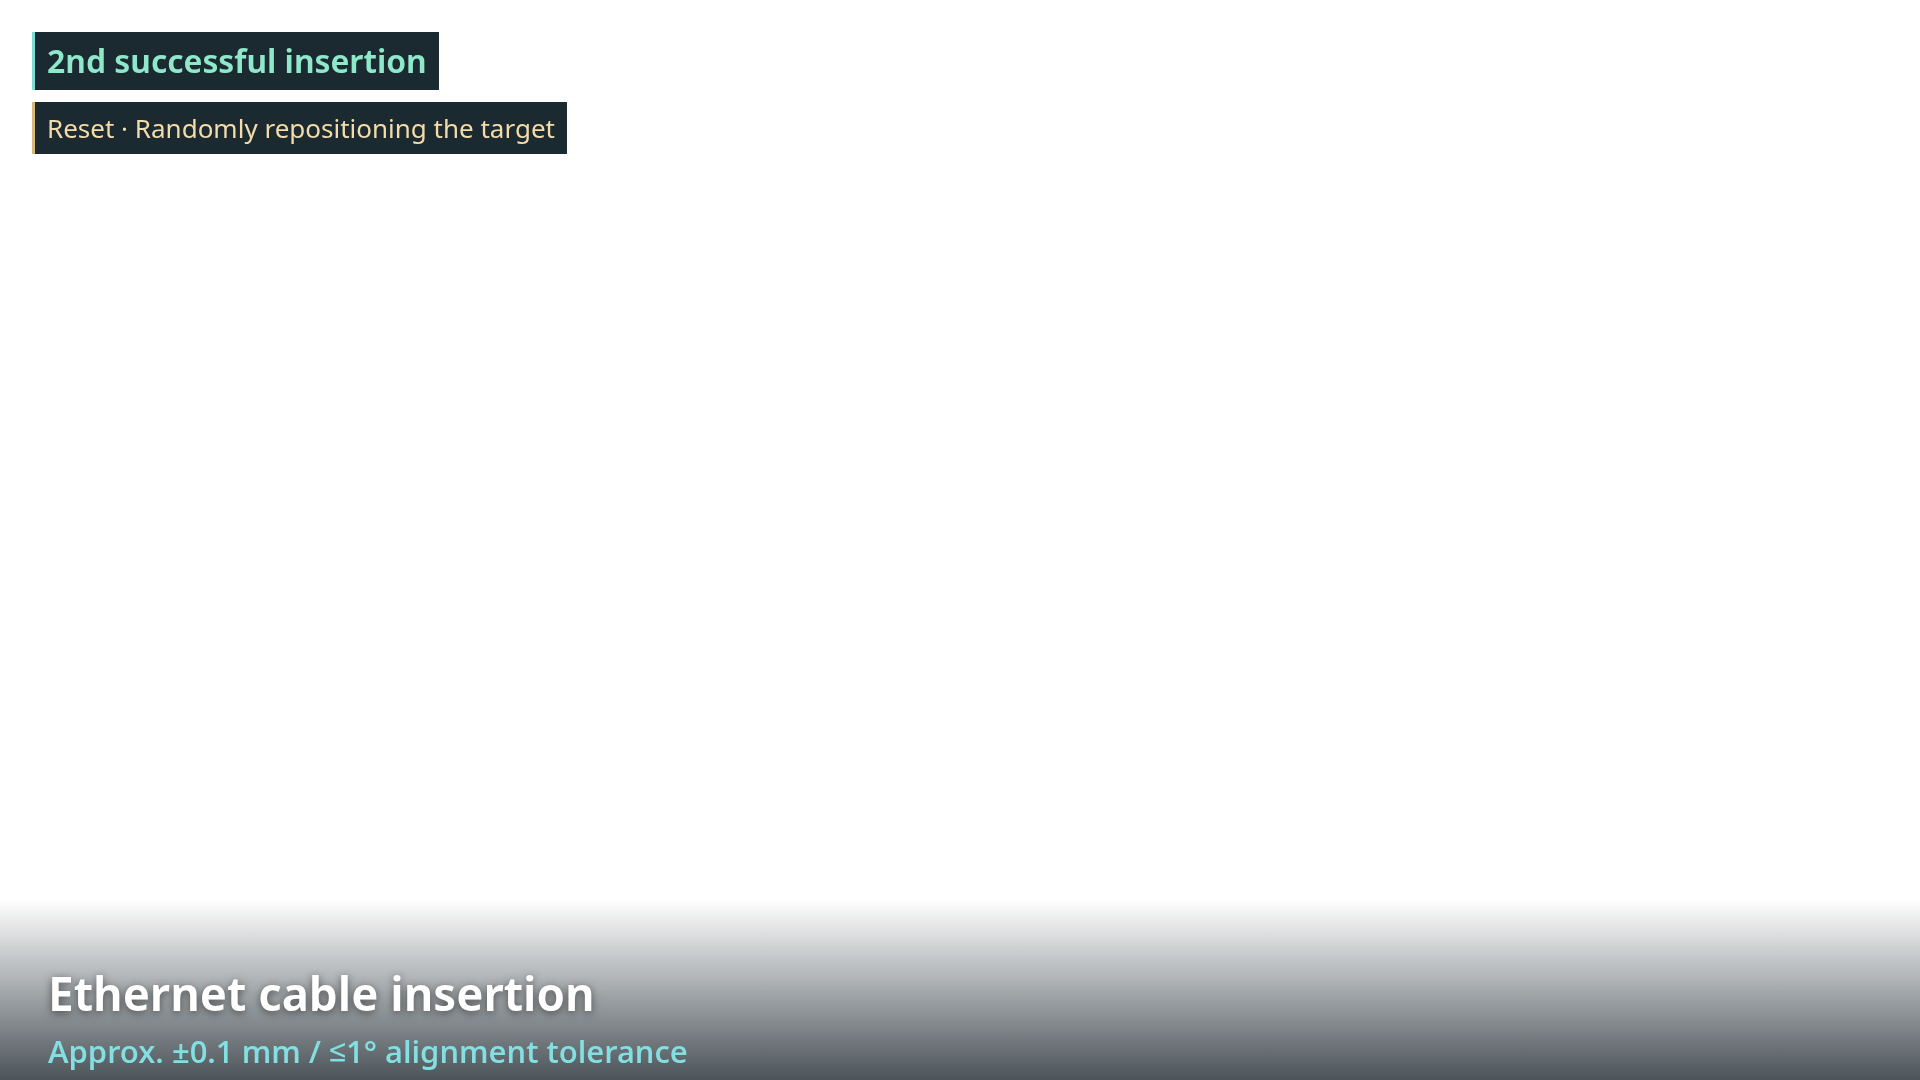 2nd successful insertion
Reset · Randomly repositioning the target
Ethernet cable insertion
Approx. ±0.1 mm / ≤1° alignment tolerance